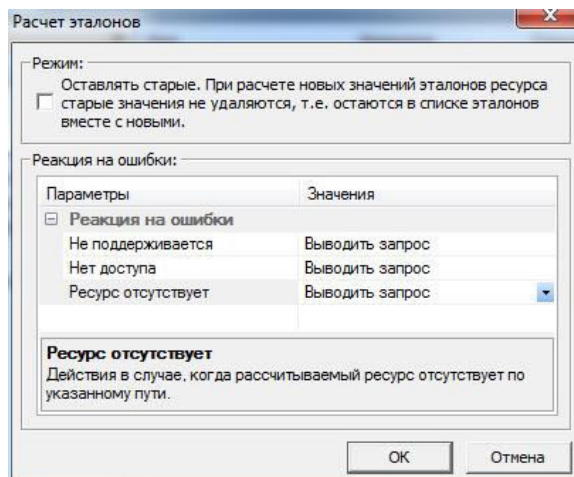 Расчет эталонов
Режим:
Оставлять старые. При расчете новых значений эталонов ресурса
старые значения не удаляются, т.е. остаются в списке эталонов
вместе с новыми.
Реакция на ошибки:
Параметры Значения
Реакция на ошибки
Не поддерживается Выводить запрос
Нет доступа Выводить запрос
Ресурс отсутствует Выводить запрос
Ресурс отсутствует
Действия в случае, когда рассчитываемый ресурс отсутствует по
указанному пути.
ОК Отмена